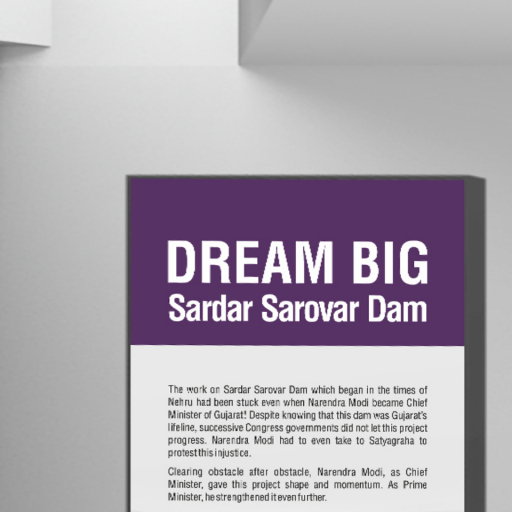 DREAM BIG
Sardar Sarovar Dam
The work on Sardar Sarovar Dam which began in the times of
Nehru had been stuck even when Narendra Modi became Chief
Minister of Gujarat! Despite knowing that this dam was Gujarat's
lifeline, successive Congress governments did not let this project
progress. Narendra Modi had to even take to Satyagraha to
protest this injustice.
Clearing obstacle after obstacle, Narendra Modi, as Chief
Minister, gave this project shape and momentum. As Prime
Minister, he strengthened it even further.